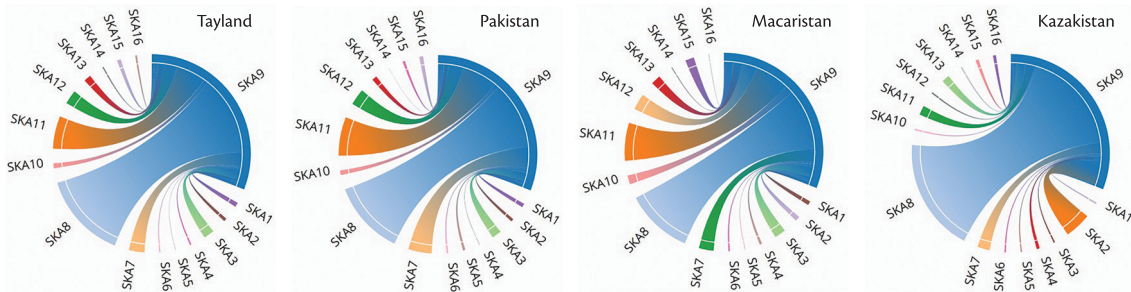 Tayland
SKA1
SKA2
SKA3
SKA4
SKA5
SKA6
SKA7
SKA8
SKA9
SKA10
SKA11
SKA12
SKA13
SKA14
SKA15
SKA16
Pakistan
SKA1
SKA2
SKA3
SKA4
SKA5
SKA6
SKA7
SKA8
SKA9
SKA10
SKA11
SKA12
SKA13
SKA14
SKA15
SKA16
Macaristan
SKA1
SKA2
SKA3
SKA4
SKA5
SKA6
SKA7
SKA8
SKA9
SKA10
SKA11
SKA12
SKA13
SKA14
SKA15
SKA16
Kazakistan
SKA1
SKA2
SKA3
SKA4
SKA5
SKA6
SKA7
SKA8
SKA9
SKA10
SKA11
SKA12
SKA13
SKA14
SKA15
SKA16